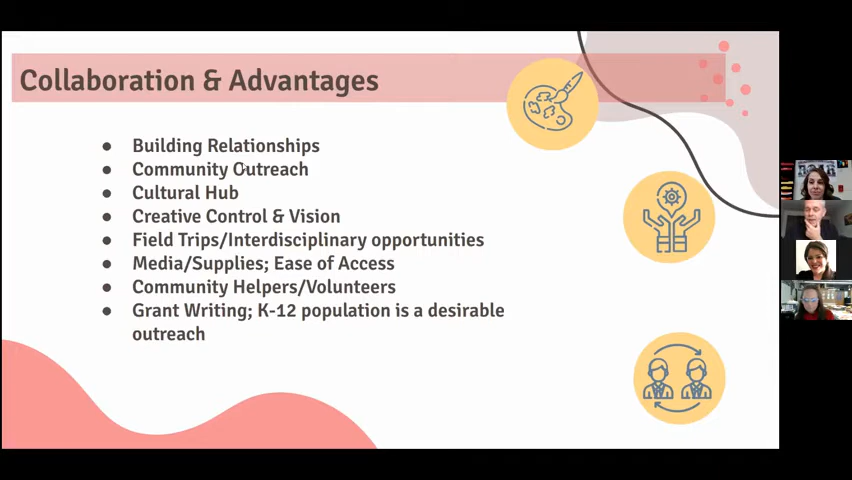 Collaboration & Advantages
● Building Relationships
● Community Outreach
● Cultural Hub
● Creative Control & Vision
● Field Trips/Interdisciplinary opportunities
● Media/Supplies; Ease of Access
● Community Helpers/Volunteers
● Grant Writing; K-12 population is a desirable
outreach